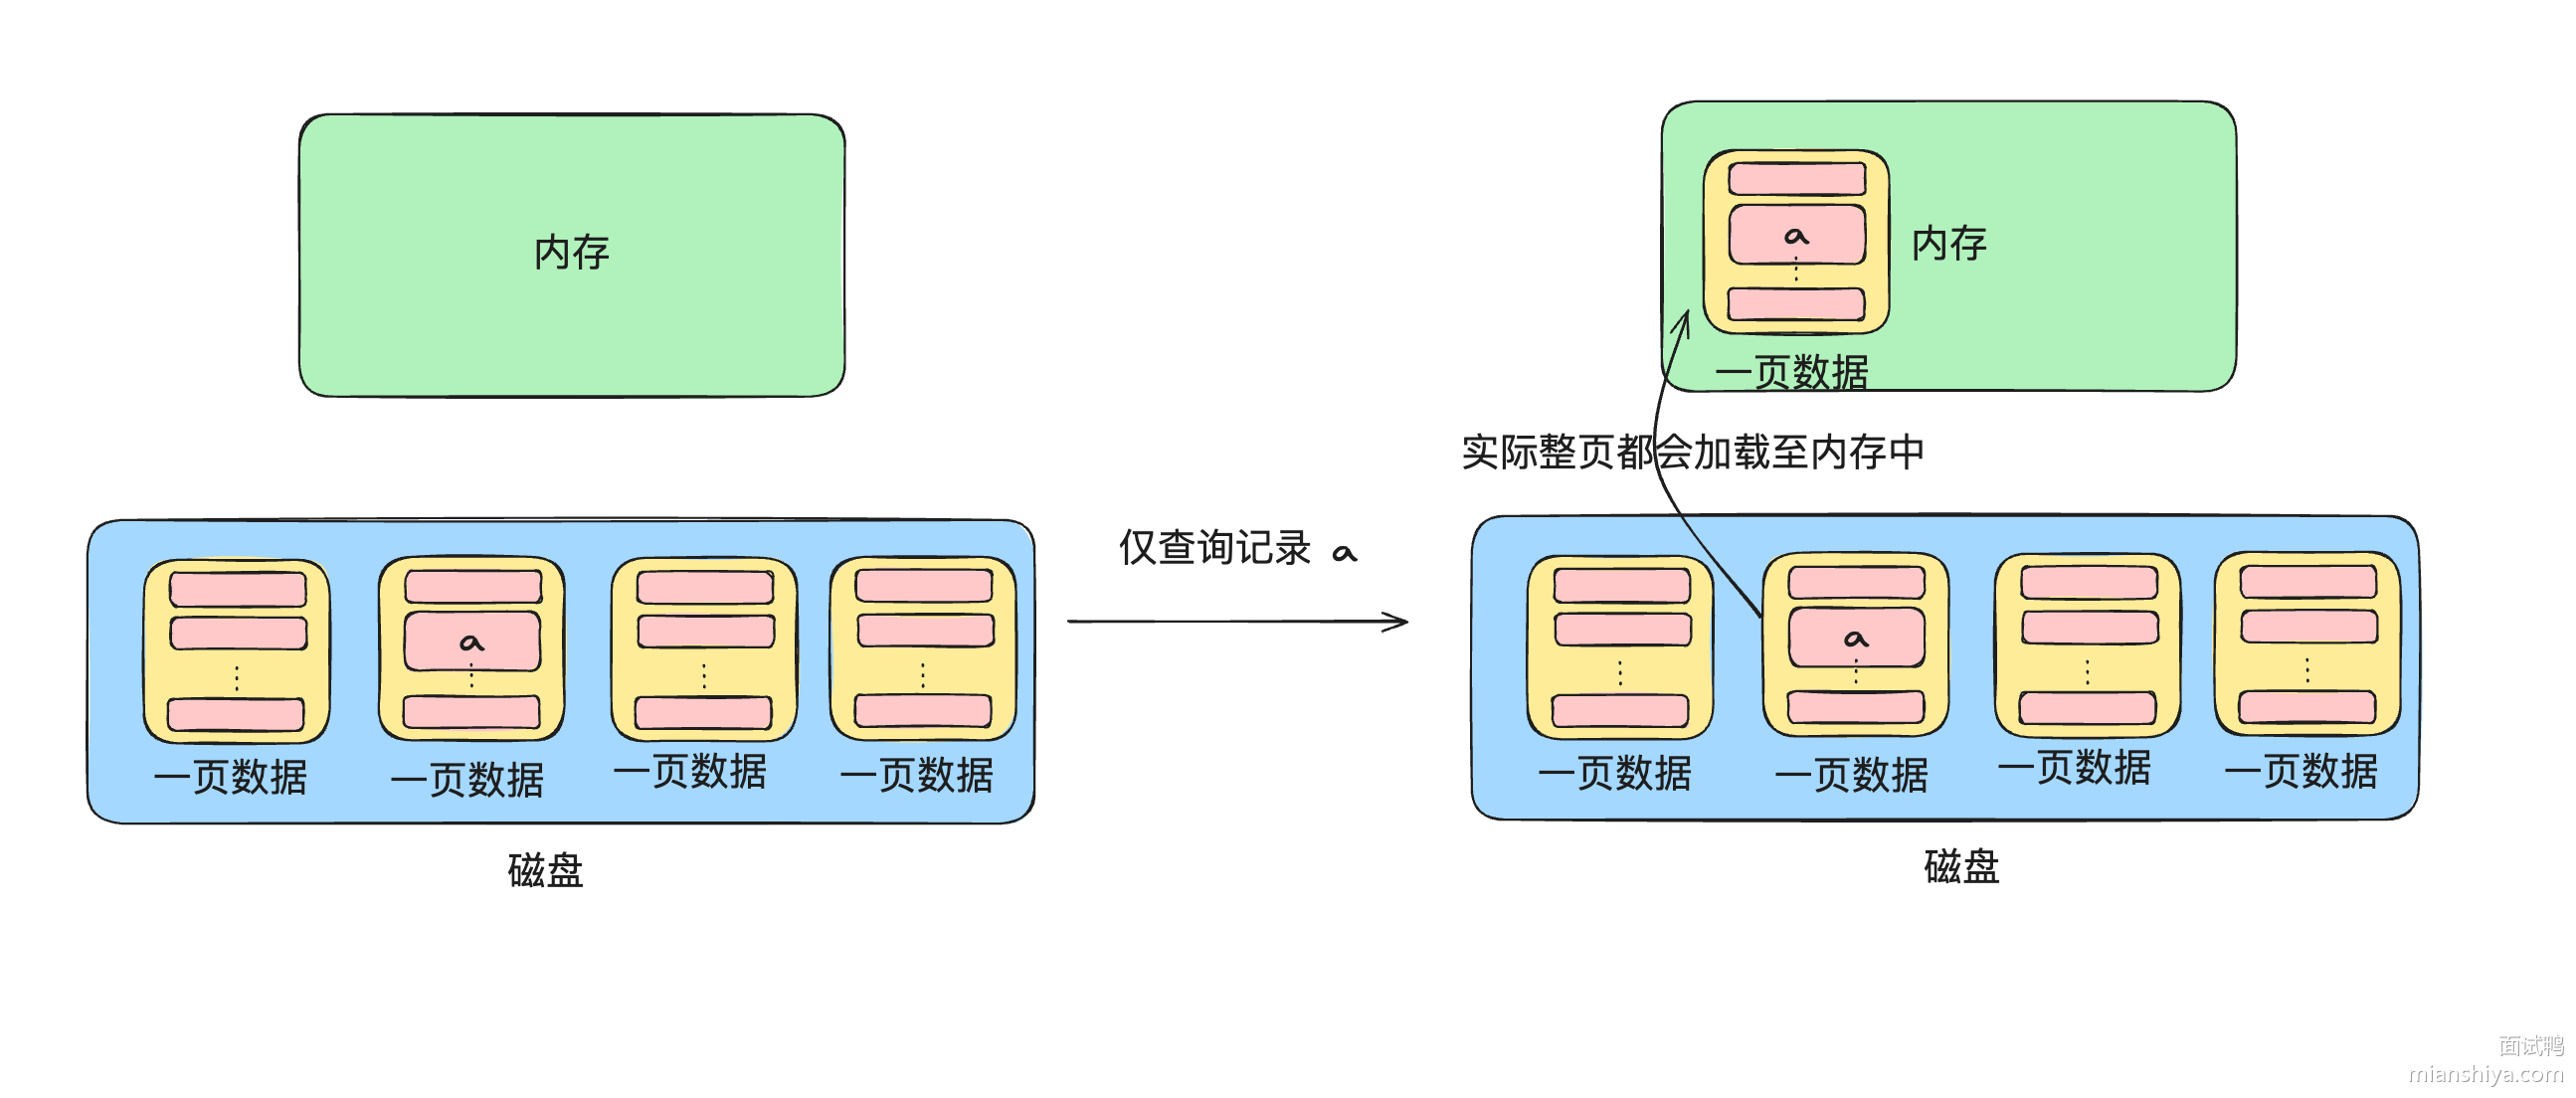 内存
一页数据
一页数据
一页数据
一页数据
磁盘
仅查询记录 a
a
a
内存
一页数据
实际整页都会加载至内存中
a
一页数据
一页数据
一页数据
一页数据
磁盘
面试鸭
mianshiya.com